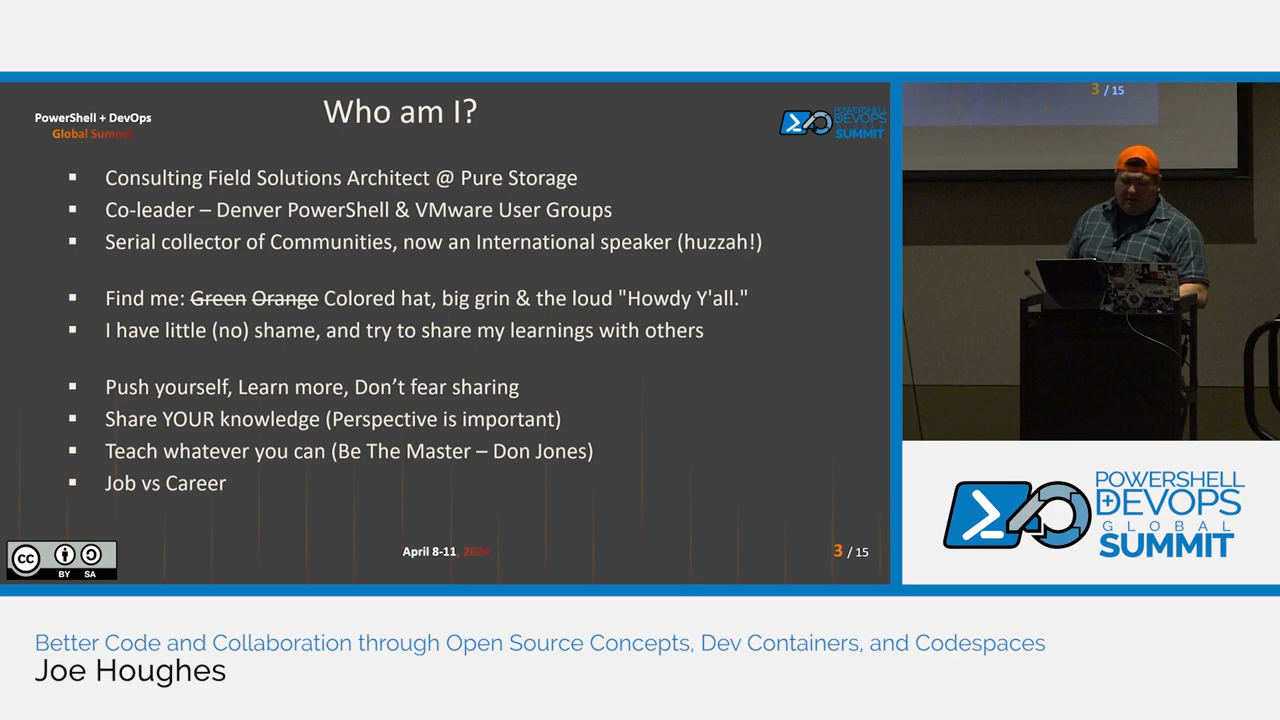 PowerShell + DevOps
Global Summit
Who am I?
POWERSHELL
DEVOPS
GLOBAL
SUMMIT
Consulting Field Solutions Architect @ Pure Storage
Co-leader – Denver PowerShell & VMware User Groups
Serial collector of Communities, now an International speaker (huzzah!)
Find me: Green Orange Colored hat, big grin & the loud "Howdy Y'all."
I have little (no) shame, and try to share my learnings with others
Push yourself, Learn more, Don’t fear sharing
Share YOUR knowledge (Perspective is important)
Teach whatever you can (Be The Master – Don Jones)
Job vs Career
cc
BY SA
April 8-11, 2024
3 / 15
3 / 15
POWERSHELL
+DEVOPS
GLOBAL
SUMMIT
Better Code and Collaboration through Open Source Concepts, Dev Containers, and Codespaces
Joe Houghes